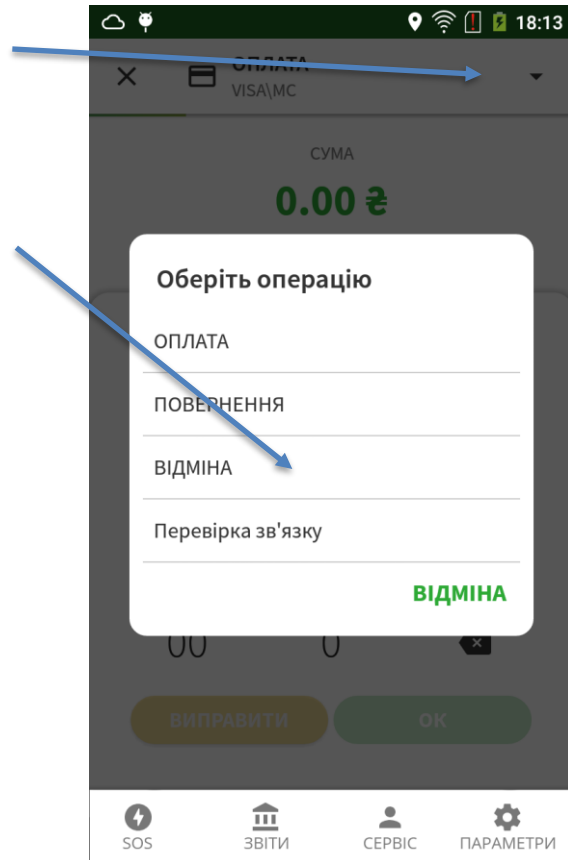 18:13
ОПЛАТА
VISA\MC
СУМА
0.00 ₴
Оберіть операцію
ОПЛАТА
ПОВЕРНЕННЯ
ВІДМІНА
Перевірка зв'язку
ВІДМІНА
00 0
ВИПРАВИТИ ОК
SOS ЗВІТИ СЕРВІС ПАРАМЕТРИ